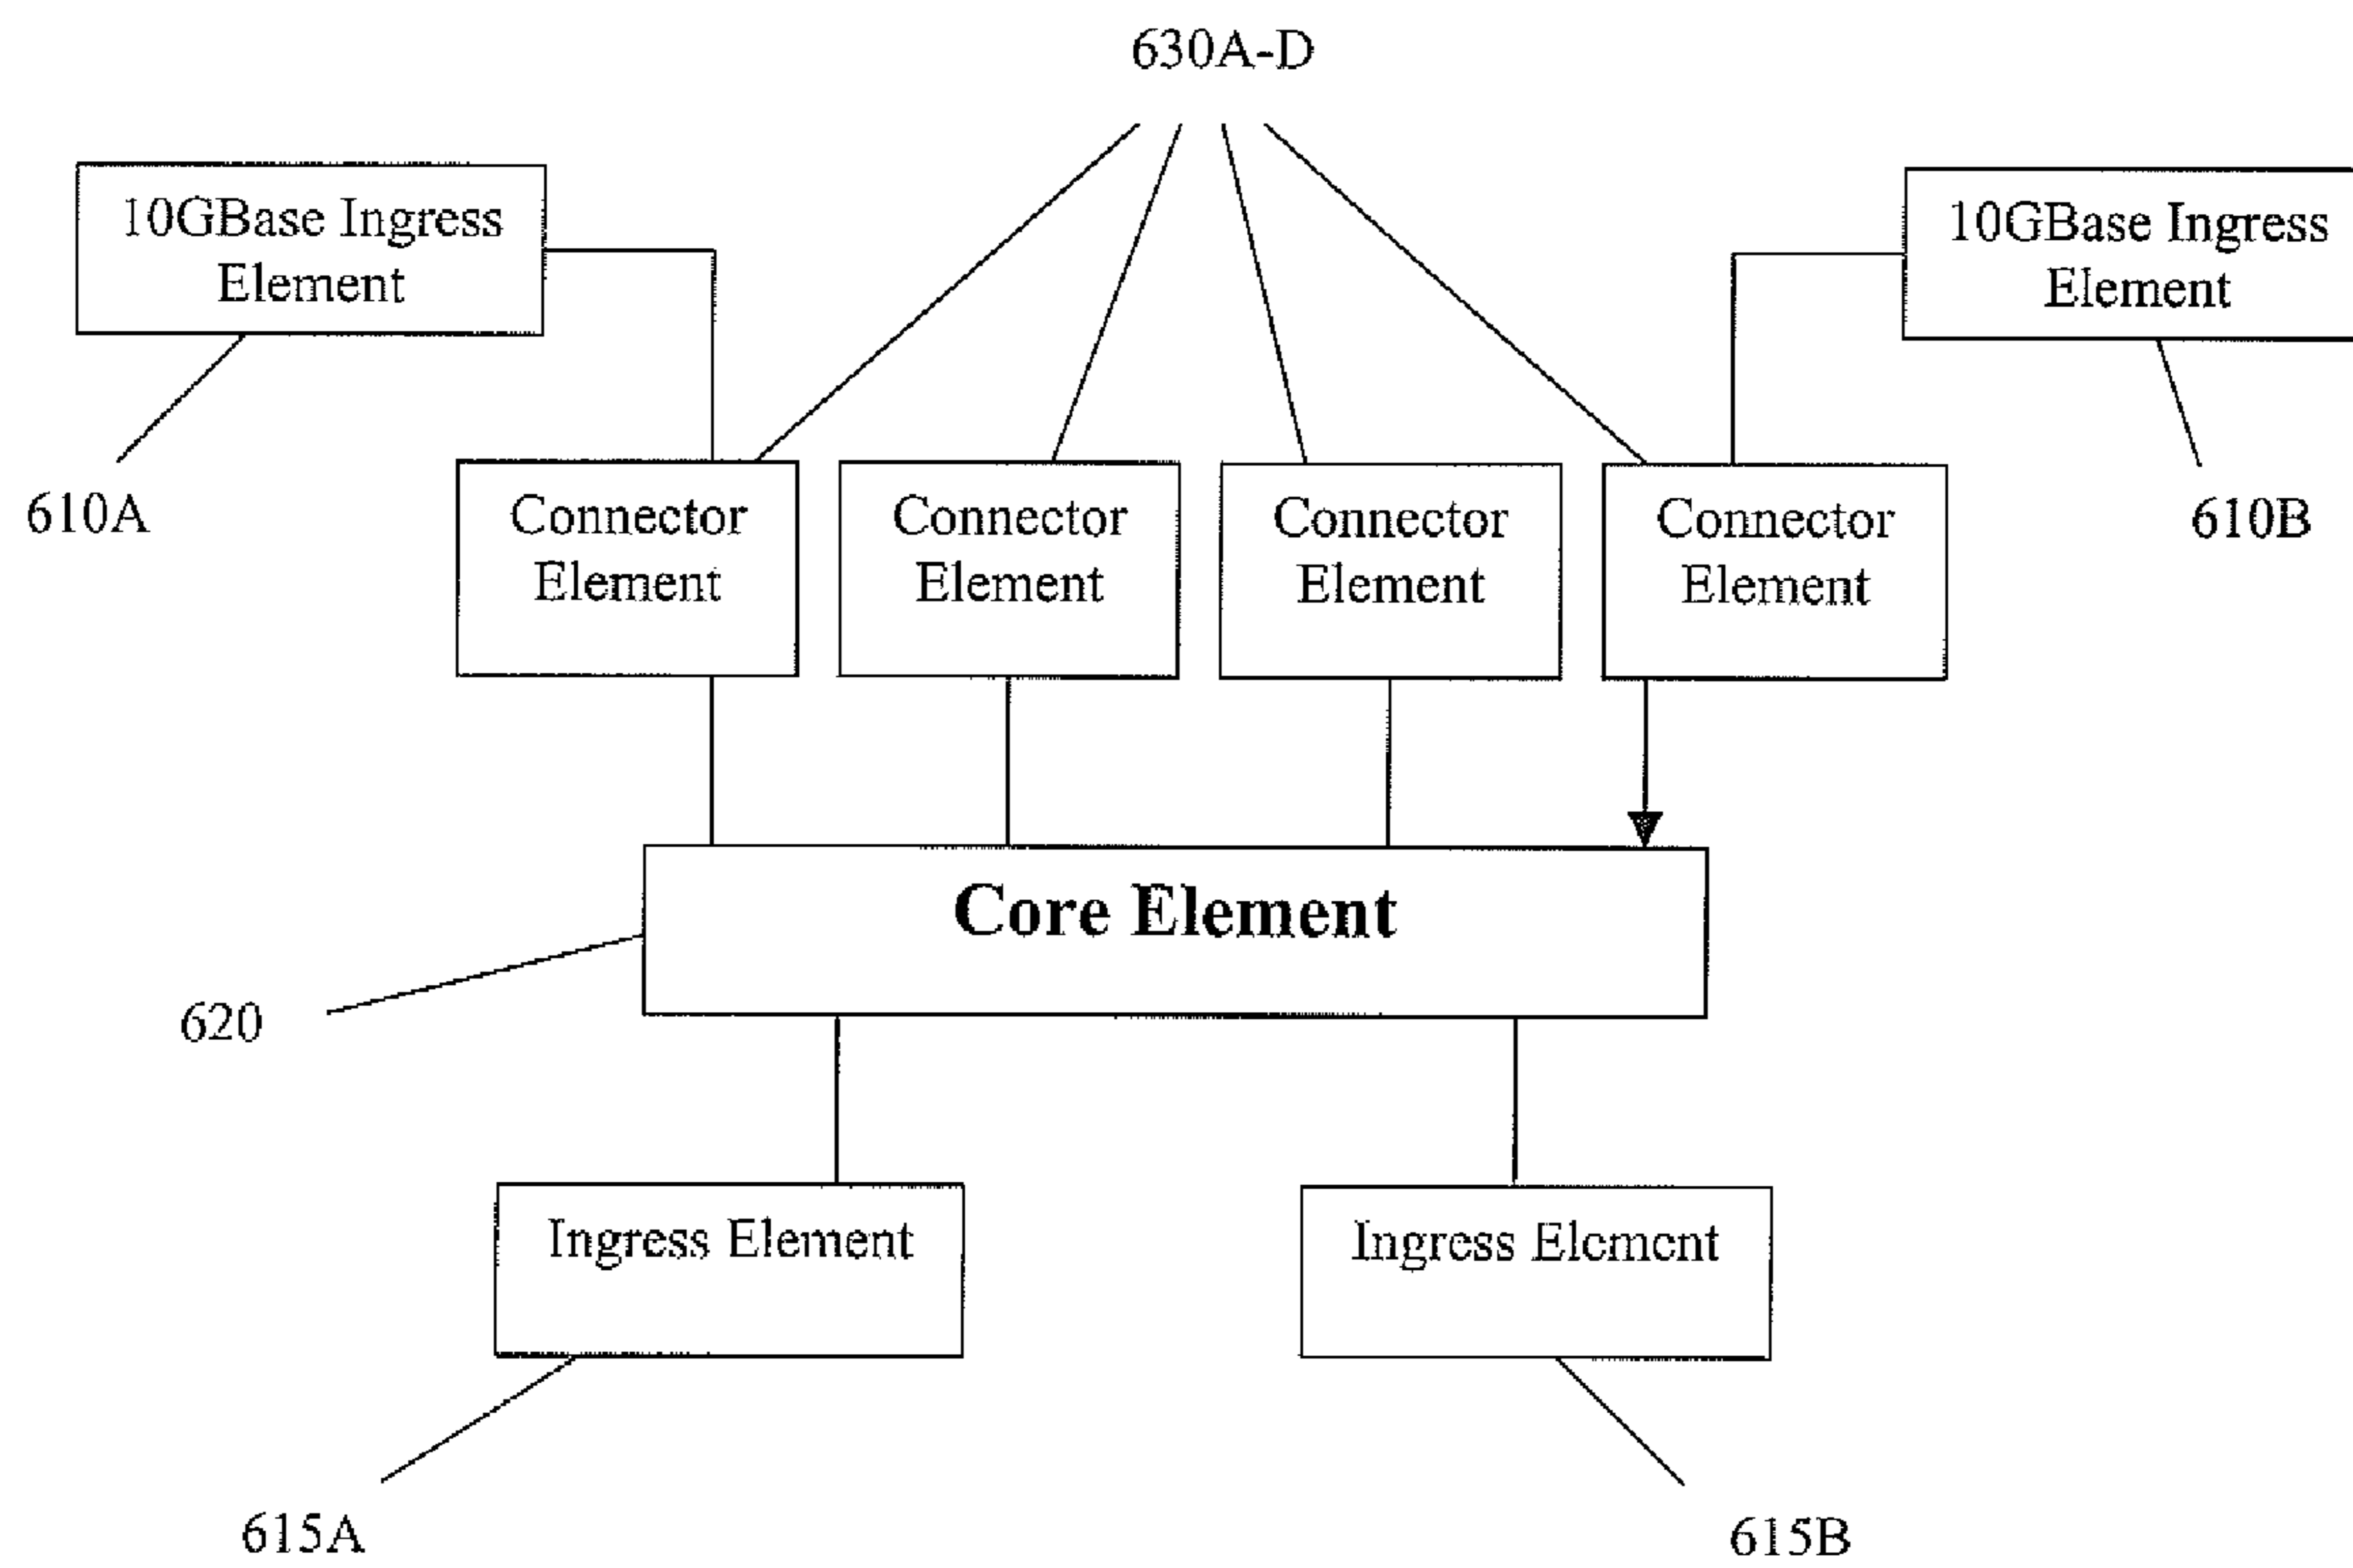 630A-D
10GBase Ingress
Element
10GBase Ingress
Element
610A
610B
Connector
Element
Connector
Element
Connector
Element
Connector
Element
Core Element
620
Ingress Element
Ingress Element
615A
615B